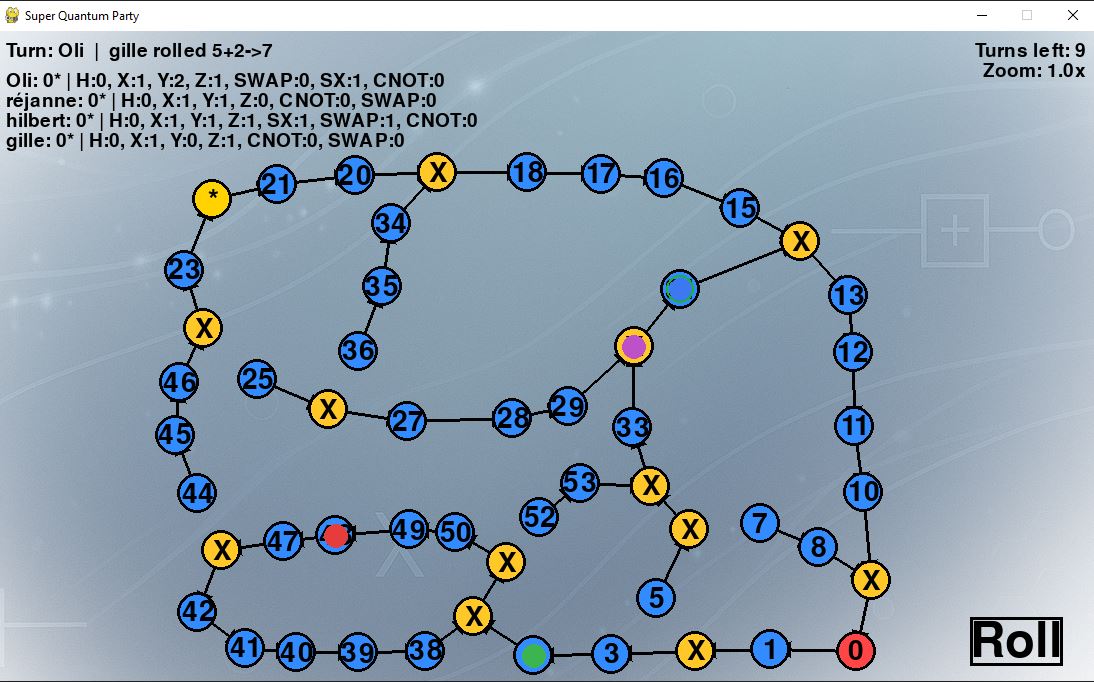 Super Quantum Party
Turn: Oli | gille rolled 5+2->7
Turns left: 9
Zoom: 1.0x
Oli: 0* | H:0, X:1, Y:2, Z:1, SWAP:0, SX:1, CNOT:0
réjanne: 0* | H:0, X:1, Y:1, Z:0, CNOT:0, SWAP:0
hilbert: 0* | H:0, X:1, Y:1, Z:1, SX:1, SWAP:1, CNOT:0
gille: 0* | H:0, X:1, Y:0, Z:1, CNOT:0, SWAP:0
* 21 20 X 18 17 16 15
34 X
23 35 13
X 36 12
46 25 X 27 28 29 33 11
45 53 X 10
44 52 X 7
X 47 49 50 X 8
42 X 5 X
41 40 39 38 3 X 1 0
Roll